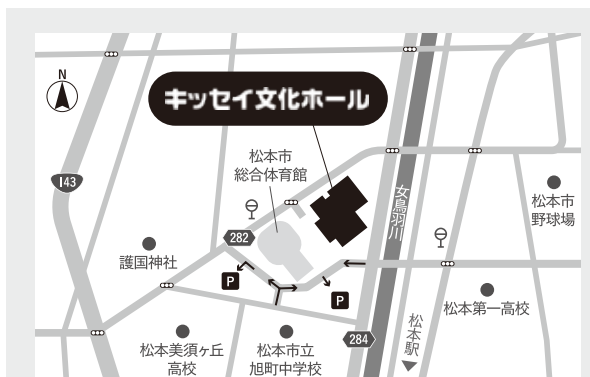 N
キッセイ文化ホール
143
松本市
総合体育館
女鳥羽川
松本市
野球場
282
護国神社
P
P
松本第一高校
松本美須ヶ丘
高校
松本市立
旭町中学校
284
松本駅